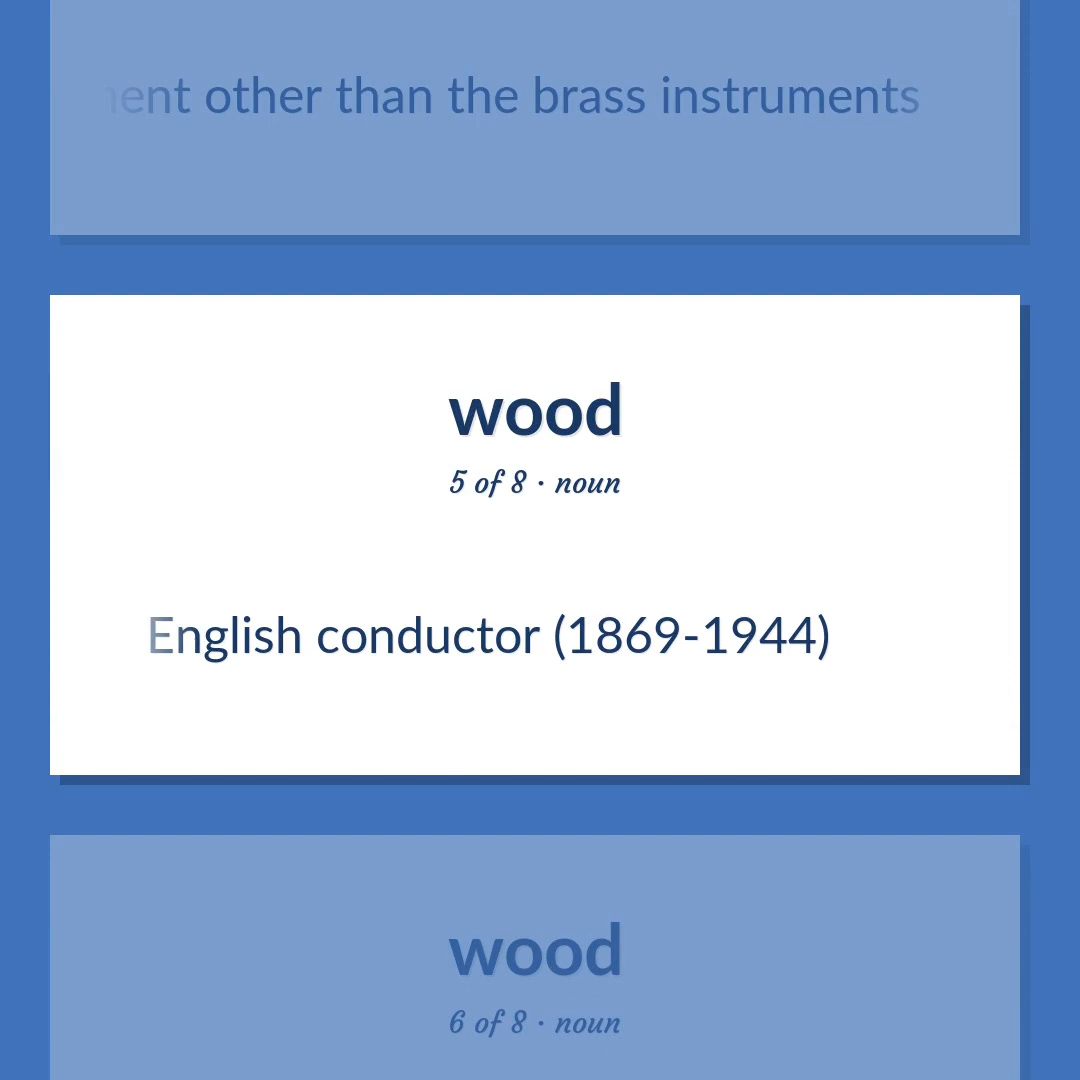 other than the brass instruments
wood
5 of 8 · noun
English conductor (1869-1944)
wood
6 of 8 · noun